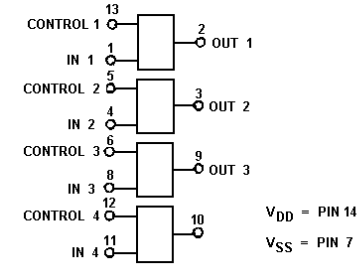 13
CONTROL 1
2
OUT 1
1
IN 1
5
CONTROL 2
3
OUT 2
4
IN 2
6
CONTROL 3
9
OUT 3
8
IN 3
12
CONTROL 4
10
11
IN 4
VDD = PIN 14
VSS = PIN 7